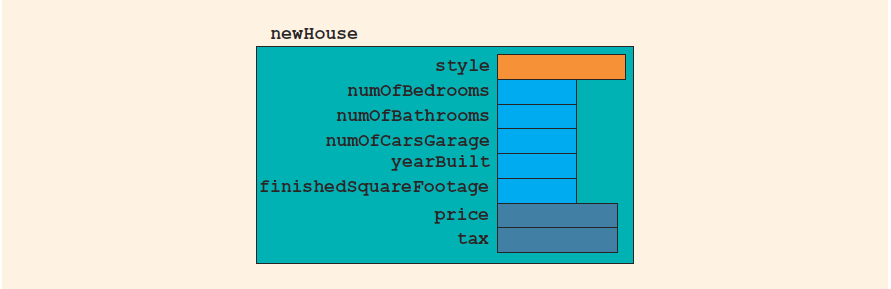 newHouse
style
numOfBedrooms
numOfBathrooms
numOfCarsGarage
yearBuilt
finishedSquareFootage
price
tax